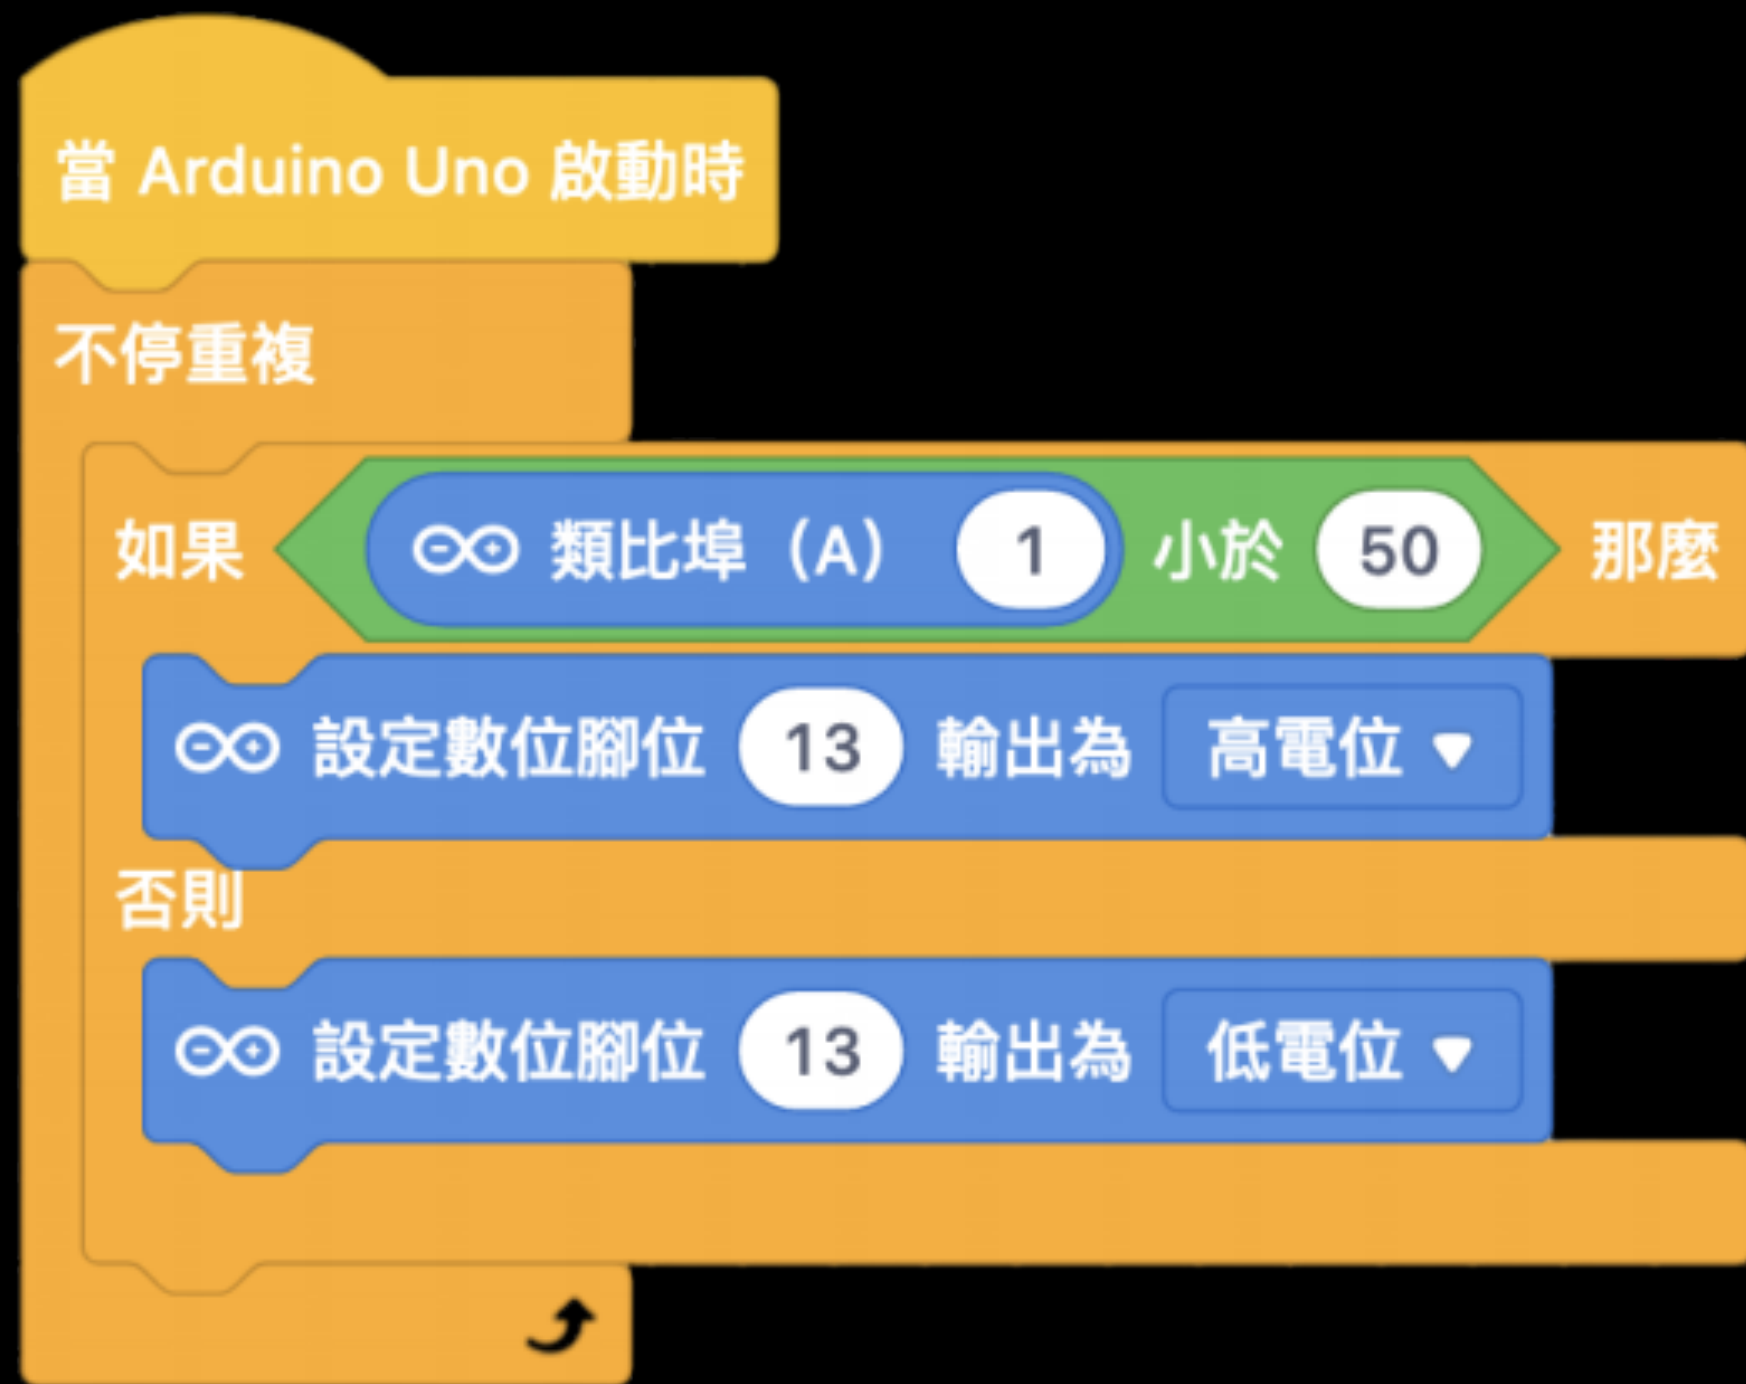 當 Arduino Uno 啟動時
不停重複
如果 類比埠（A） 1 小於 50 那麼
設定數位腳位 13 輸出為 高電位
否則
設定數位腳位 13 輸出為 低電位